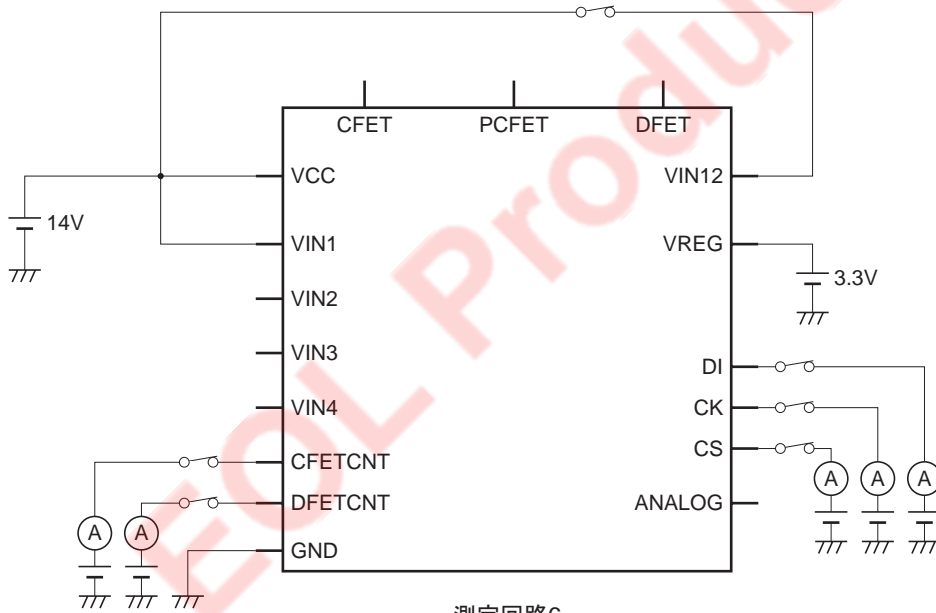 CFET
PCFET
DFET
VCC
VIN12
14V
VIN1
VREG
3.3V
VIN2
VIN3
DI
VIN4
CK
CS
CFETCNT
A
A
A
DFETCNT
ANALOG
A
A
GND
EOL Produc